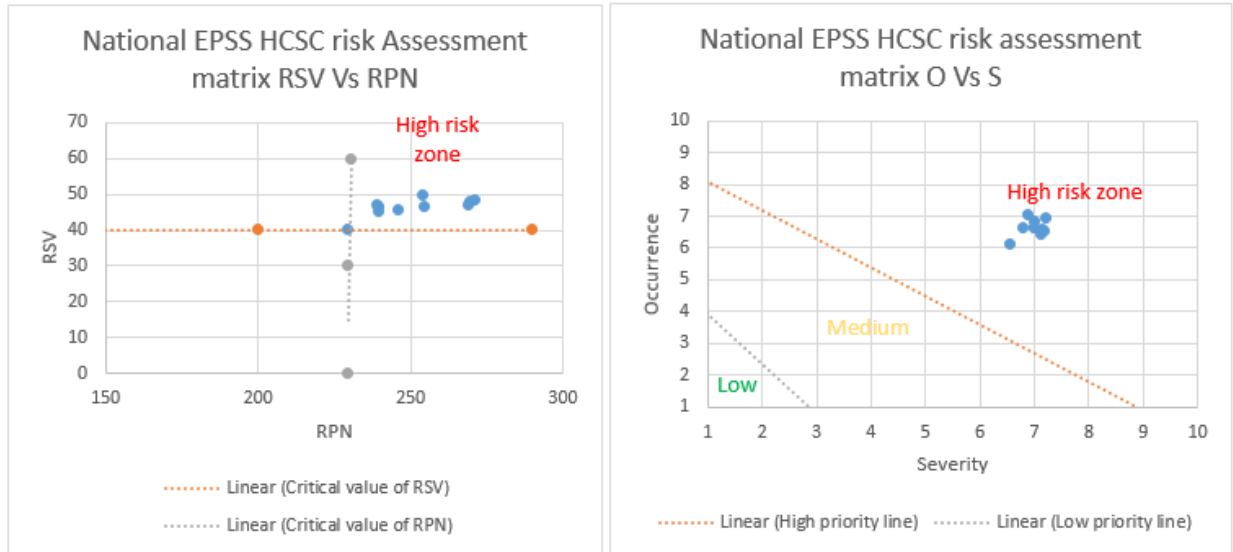 National EPSS HCSC risk Assessment
matrix RSV Vs RPN
70
60
50
40
30
20
10
0
RSV
High risk
zone
150
200
250
300
RPN
Linear (Critical value of RSV)
Linear (Critical value of RPN)
National EPSS HCSC risk assessment
matrix O Vs S
10
9
8
7
6
5
4
3
2
1
Occurrence
High risk zone
Medium
Low
1
2
3
4
5
6
7
8
9
10
Severity
Linear (High priority line)
Linear (Low priority line)